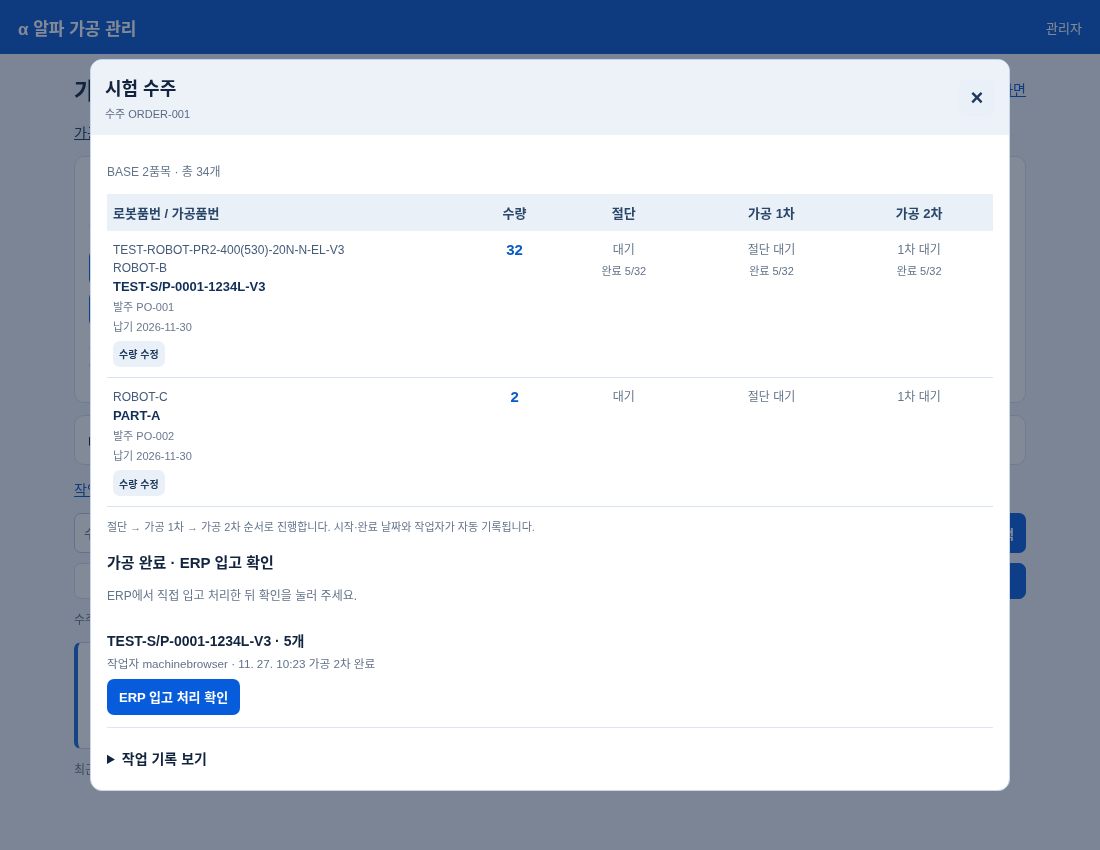 α 알파 가공 관리
관리자
시험 수주
수주 ORDER-001
×
BASE 2품목 · 총 34개
로봇품번 / 가공품번 수량 절단 가공 1차 가공 2차
TEST-ROBOT-PR2-400(530)-20N-N-EL-V3 32 대기 절단 대기 1차 대기
ROBOT-B 완료 5/32 완료 5/32 완료 5/32
TEST-S/P-0001-1234L-V3
발주 PO-001
납기 2026-11-30
수량 수정
ROBOT-C 2 대기 절단 대기 1차 대기
PART-A
발주 PO-002
납기 2026-11-30
수량 수정
절단 → 가공 1차 → 가공 2차 순서로 진행합니다. 시작·완료 날짜와 작업자가 자동 기록됩니다.
가공 완료 · ERP 입고 확인
ERP에서 직접 입고 처리한 뒤 확인을 눌러 주세요.
TEST-S/P-0001-1234L-V3 · 5개
작업자 machinebrowser · 11. 27. 10:23 가공 2차 완료
ERP 입고 처리 확인
▶ 작업 기록 보기